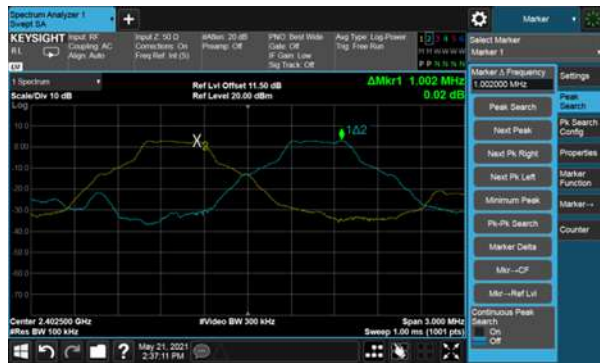 Spectrum Analyzer 1
Swept SA
+
Marker
KEYSIGHT
RL
Input: RF
Coupling: AC
Align: Auto
Input Z: 50 Ω
Corrections: On
Freq Ref: Int (S)
#Atten: 20 dB
Preamp: Off
PNO: Best Wide
Gate: Off
IF Gain: Low
Sig Track: Off
Avg Type: Log-Power
Trig: Free Run
1 2 3 4 5 6
M W W W W W
P P N N N N
Select Marker
Marker 1
1 Spectrum
Scale/Div 10 dB
Log
Ref Lvl Offset 11.50 dB
Ref Level 20.00 dBm
ΔMkr1 1.002 MHz
0.02 dB
10.0
0.00
-10.0
-20.0
-30.0
-40.0
-50.0
-60.0
-70.0
X2
1Δ2
Center 2.402500 GHz
#Res BW 100 kHz
#Video BW 300 kHz
Span 3.000 MHz
Sweep 1.00 ms (1001 pts)
Marker Δ Frequency
1.002000 MHz
Peak Search
Next Peak
Next Pk Right
Next Pk Left
Minimum Peak
Pk-Pk Search
Marker Delta
Mkr→CF
Mkr→Ref Lvl
Continuous Peak
Search
On
Off
Settings
Peak
Search
Pk Search
Config
Properties
Marker
Function
Marker→
Counter
?
May 21, 2021
2:37:11 PM